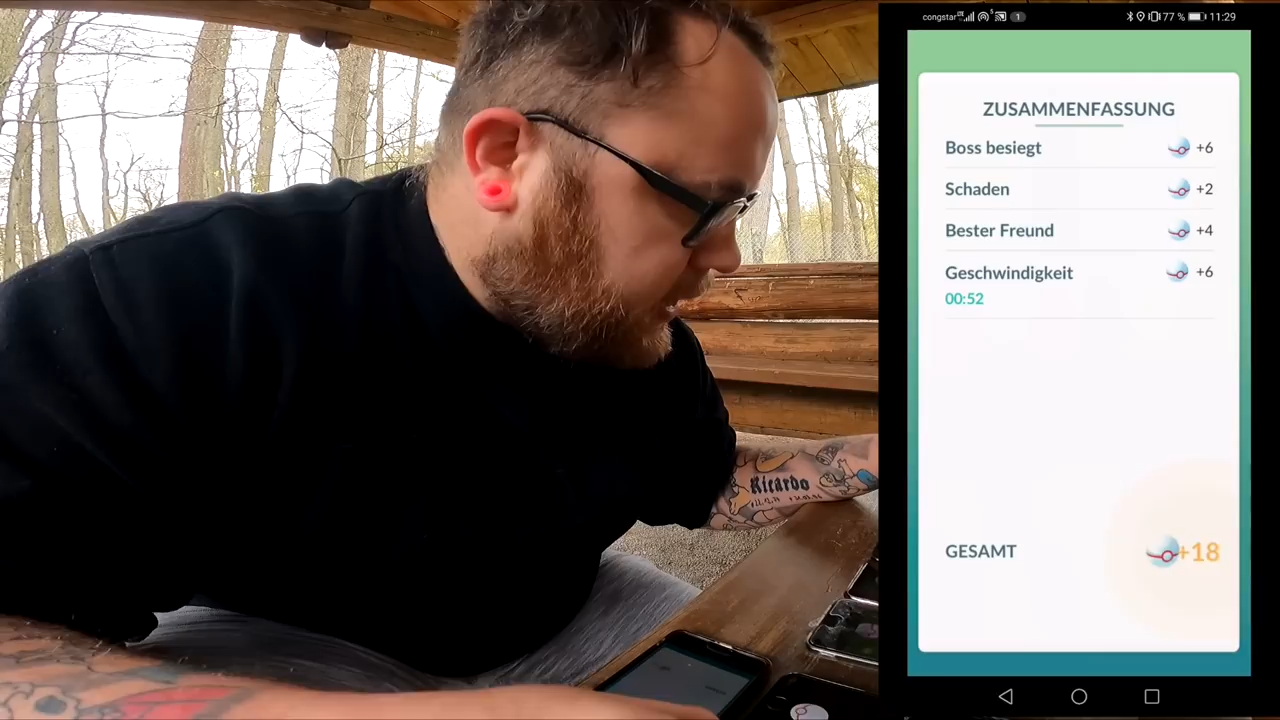 congstar 1 77 % 11:29
ZUSAMMENFASSUNG
Boss besiegt +6
Schaden +2
Bester Freund +4
Geschwindigkeit +6
00:52
GESAMT +18
Ricardo